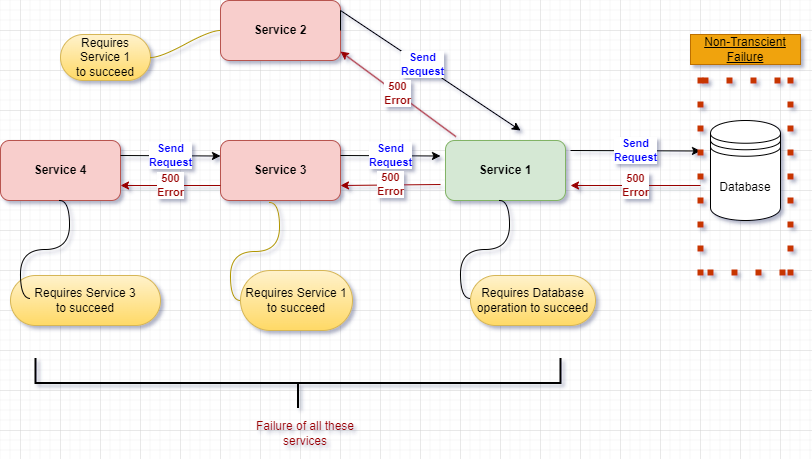 Service 2
Requires
Service 1
to succeed
Send
Request
500
Error
Non-Transcient
Failure
Service 4
Send
Request
500
Error
Service 3
Send
Request
500
Error
Service 1
Send
Request
500
Error
Database
Requires Service 3
to succeed
Requires Service 1
to succeed
Requires Database
operation to succeed
Failure of all these
services